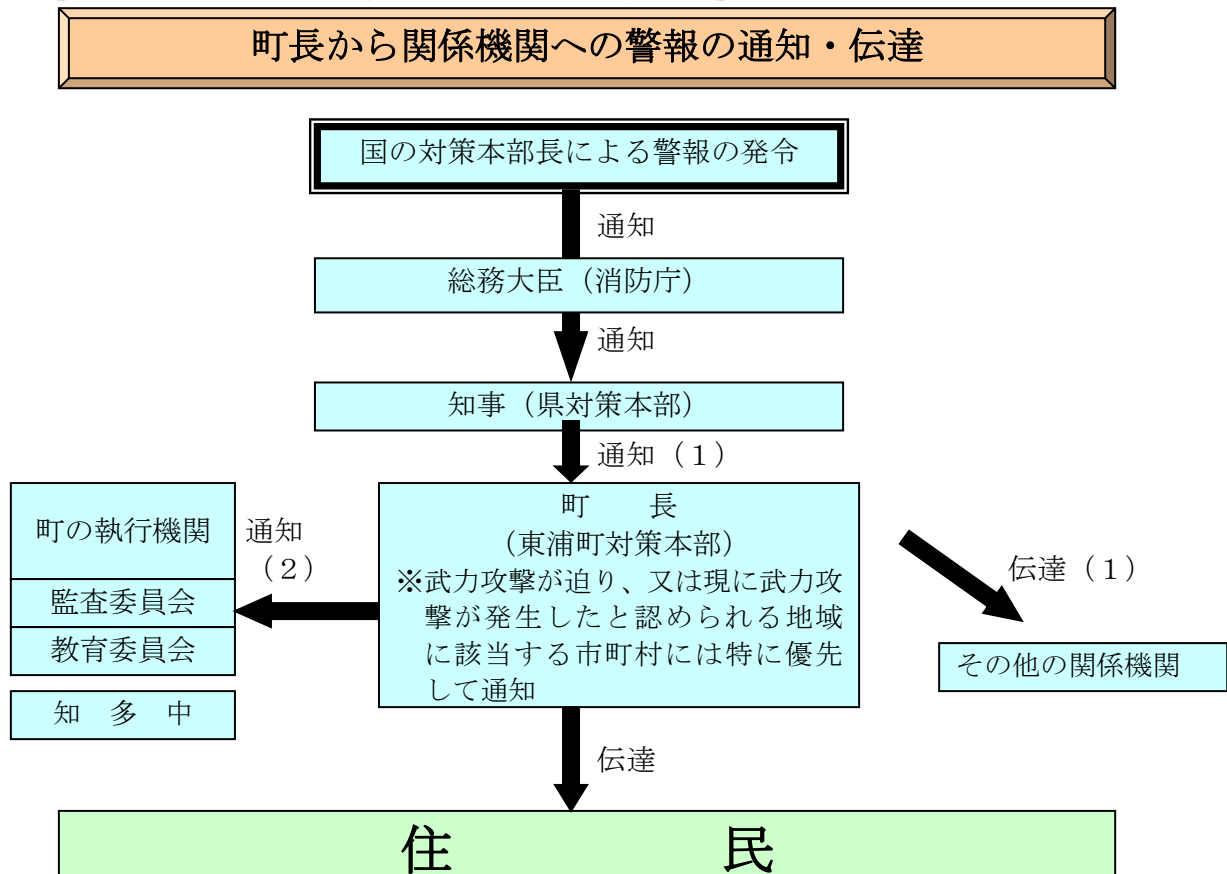 町長から関係機関への警報の通知・伝達
国の対策本部長による警報の発令
通知
総務大臣（消防庁）
通知
知事（県対策本部）
通知（１）
町の執行機関
監査委員会
教育委員会
知　多　中
通知
（２）
町　　長
（東浦町対策本部）
※武力攻撃が迫り、又は現に武力攻
撃が発生したと認められる地域
に該当する市町村には特に優先
して通知
伝達（１）
その他の関係機関
伝達
住　　　民